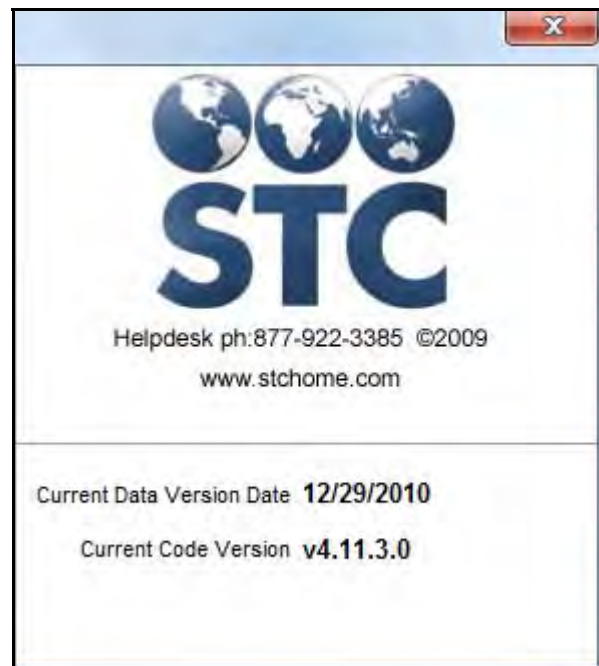 X
STC
Helpdesk ph:877-922-3385 ©2009
www.stchome.com
Current Data Version Date 12/29/2010
Current Code Version v4.11.3.0